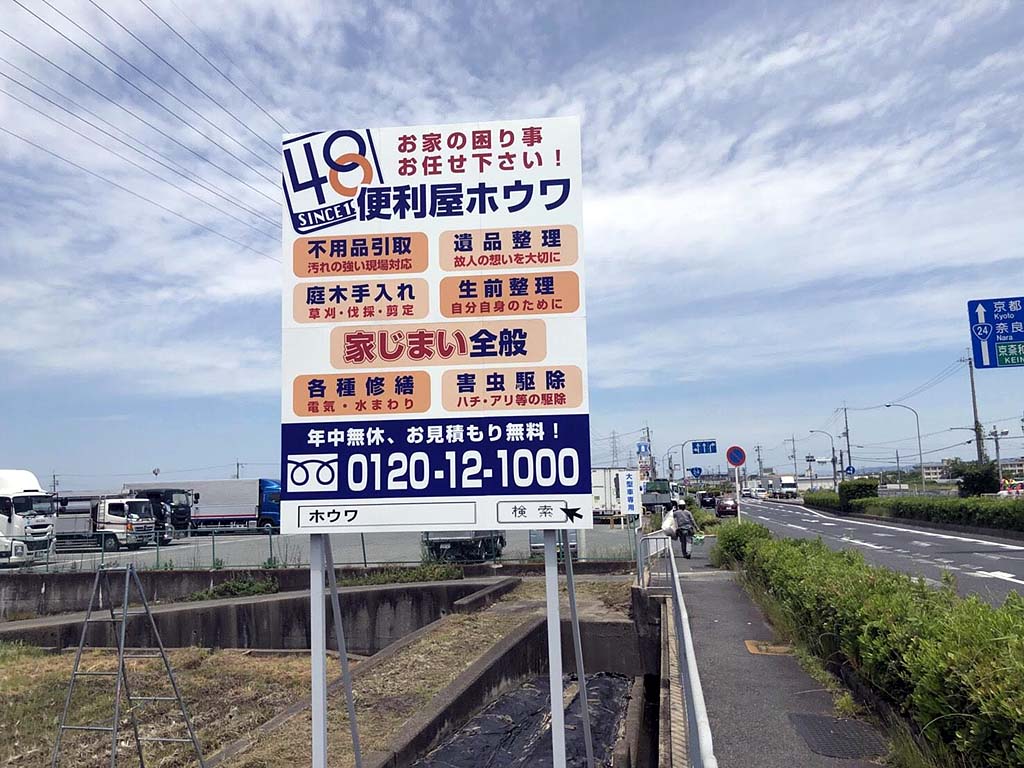 48
SINCE
お家の困り事
お任せ下さい！
便利屋ホウワ
不用品引取
汚れの強い現場対応
遺品整理
故人の想いを大切に
庭木手入れ
草刈・伐採・剪定
生前整理
自分自身のために
家じまい全般
各種修繕
電気・水まわり
害虫駆除
ハチ・アリ等の駆除
年中無休、お見積もり無料！
0120-12-1000
ホウワ
検索
京都
Kyoto
24
奈良
Nara
大型車専用